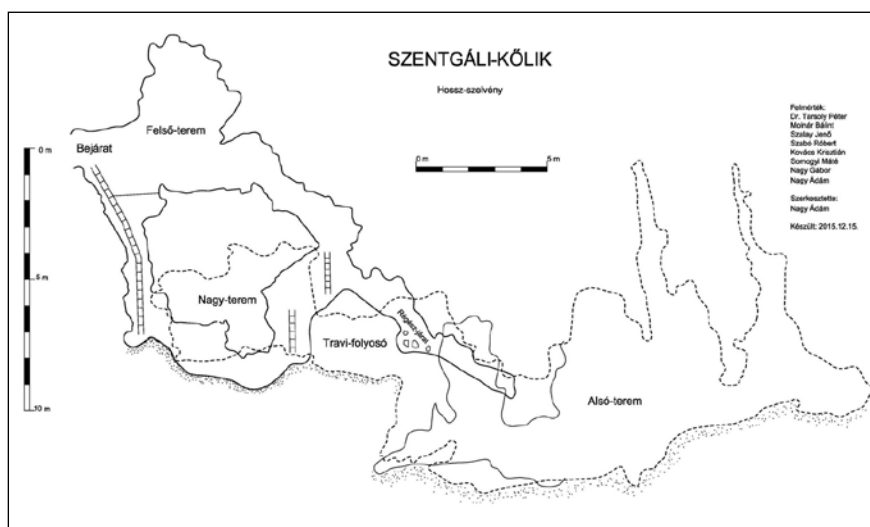 SZENTGÁLI-KŐLIK
Hossz-szelvény
Felmérték:
Dr. Tarsoly Péter
Molnár Bálint
Szalay Jenő
Szabó Róbert
Kovács Krisztián
Somogyi Máté
Nagy Gábor
Nagy Ádám
Szerkesztette:
Nagy Ádám
Készült: 2015.12.15.
Felső-terem
Bejárat
0 m
5 m
10 m
0 m
5 m
Nagy-terem
Travi-folyosó
Régész-járat
Alsó-terem